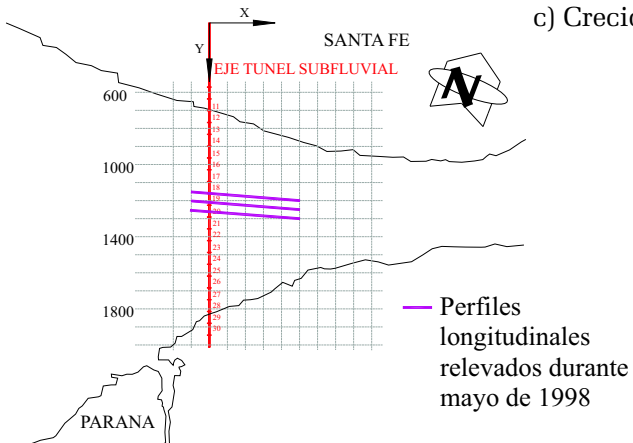 c) Crecio
X
Y
SANTA FE
EJE TUNEL SUBFLUVIAL
N
600
11
12
13
14
15
1000
16
17
18
19
20
21
1400
22
23
24
25
26
27
1800
28
29
30
Perfiles
longitudinales
relevados durante
mayo de 1998
PARANA